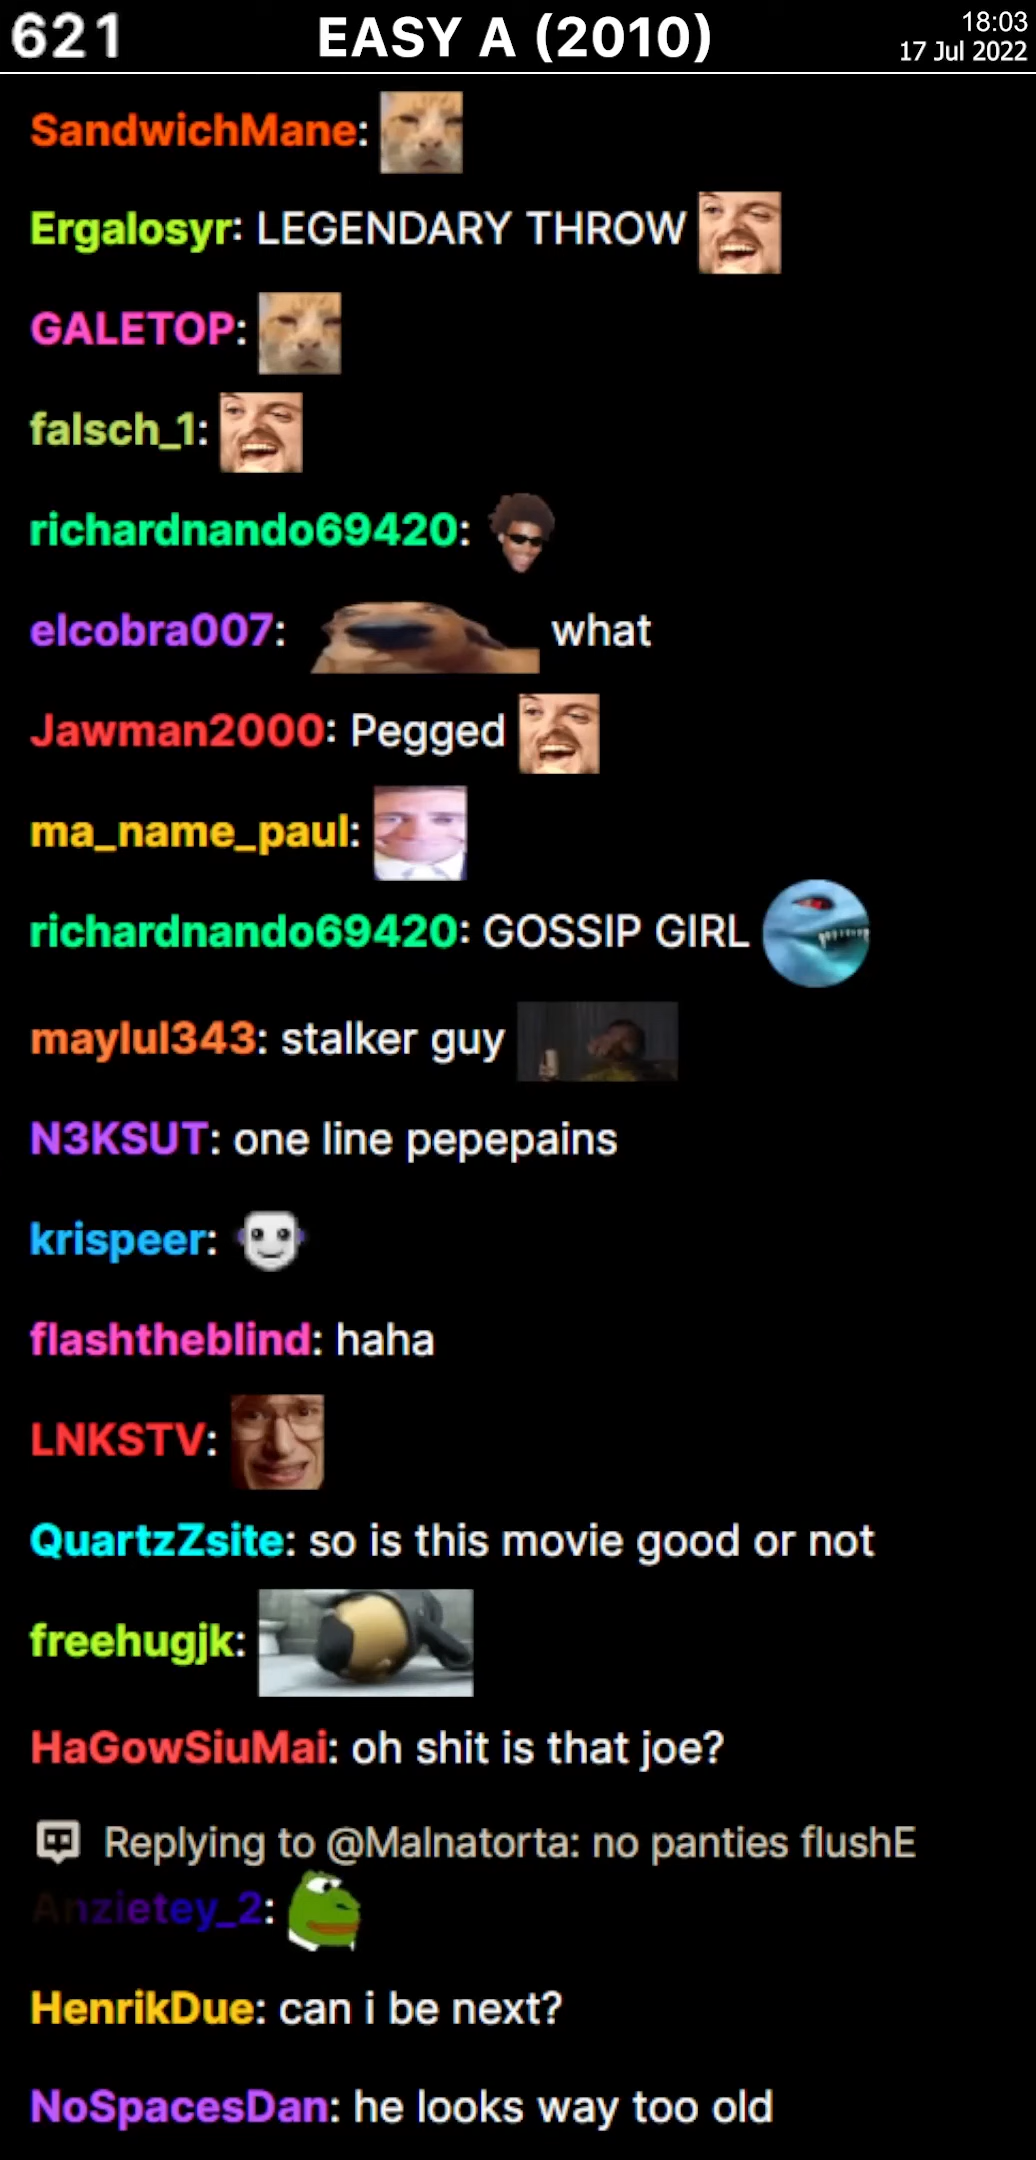 621
EASY A (2010)
18:03
17 Jul 2022
SandwichMane:
Ergalosyr: LEGENDARY THROW
GALETOP:
falsch_1:
richardnando69420:
elcobra007: what
Jawman2000: Pegged
ma_name_paul:
richardnando69420: GOSSIP GIRL
maylul343: stalker guy
N3KSUT: one line pepepains
krispeer:
flashtheblind: haha
LNKSTV:
QuartzZsite: so is this movie good or not
freehugjk:
HaGowSiuMai: oh shit is that joe?
Replying to @Malnatorta: no panties flushE
Anzietey_2:
HenrikDue: can i be next?
NoSpacesDan: he looks way too old